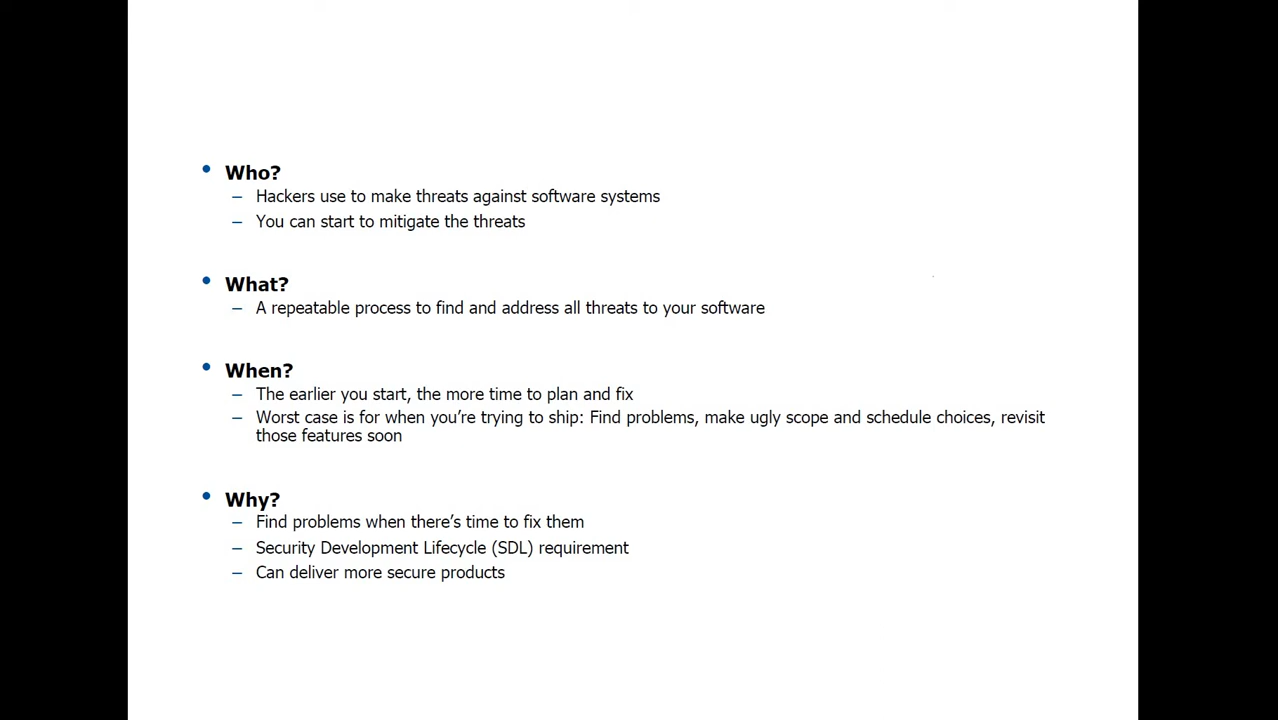 • Who?
– Hackers use to make threats against software systems
– You can start to mitigate the threats
• What?
– A repeatable process to find and address all threats to your software
• When?
– The earlier you start, the more time to plan and fix
– Worst case is for when you’re trying to ship: Find problems, make ugly scope and schedule choices, revisit
those features soon
• Why?
– Find problems when there’s time to fix them
– Security Development Lifecycle (SDL) requirement
– Can deliver more secure products